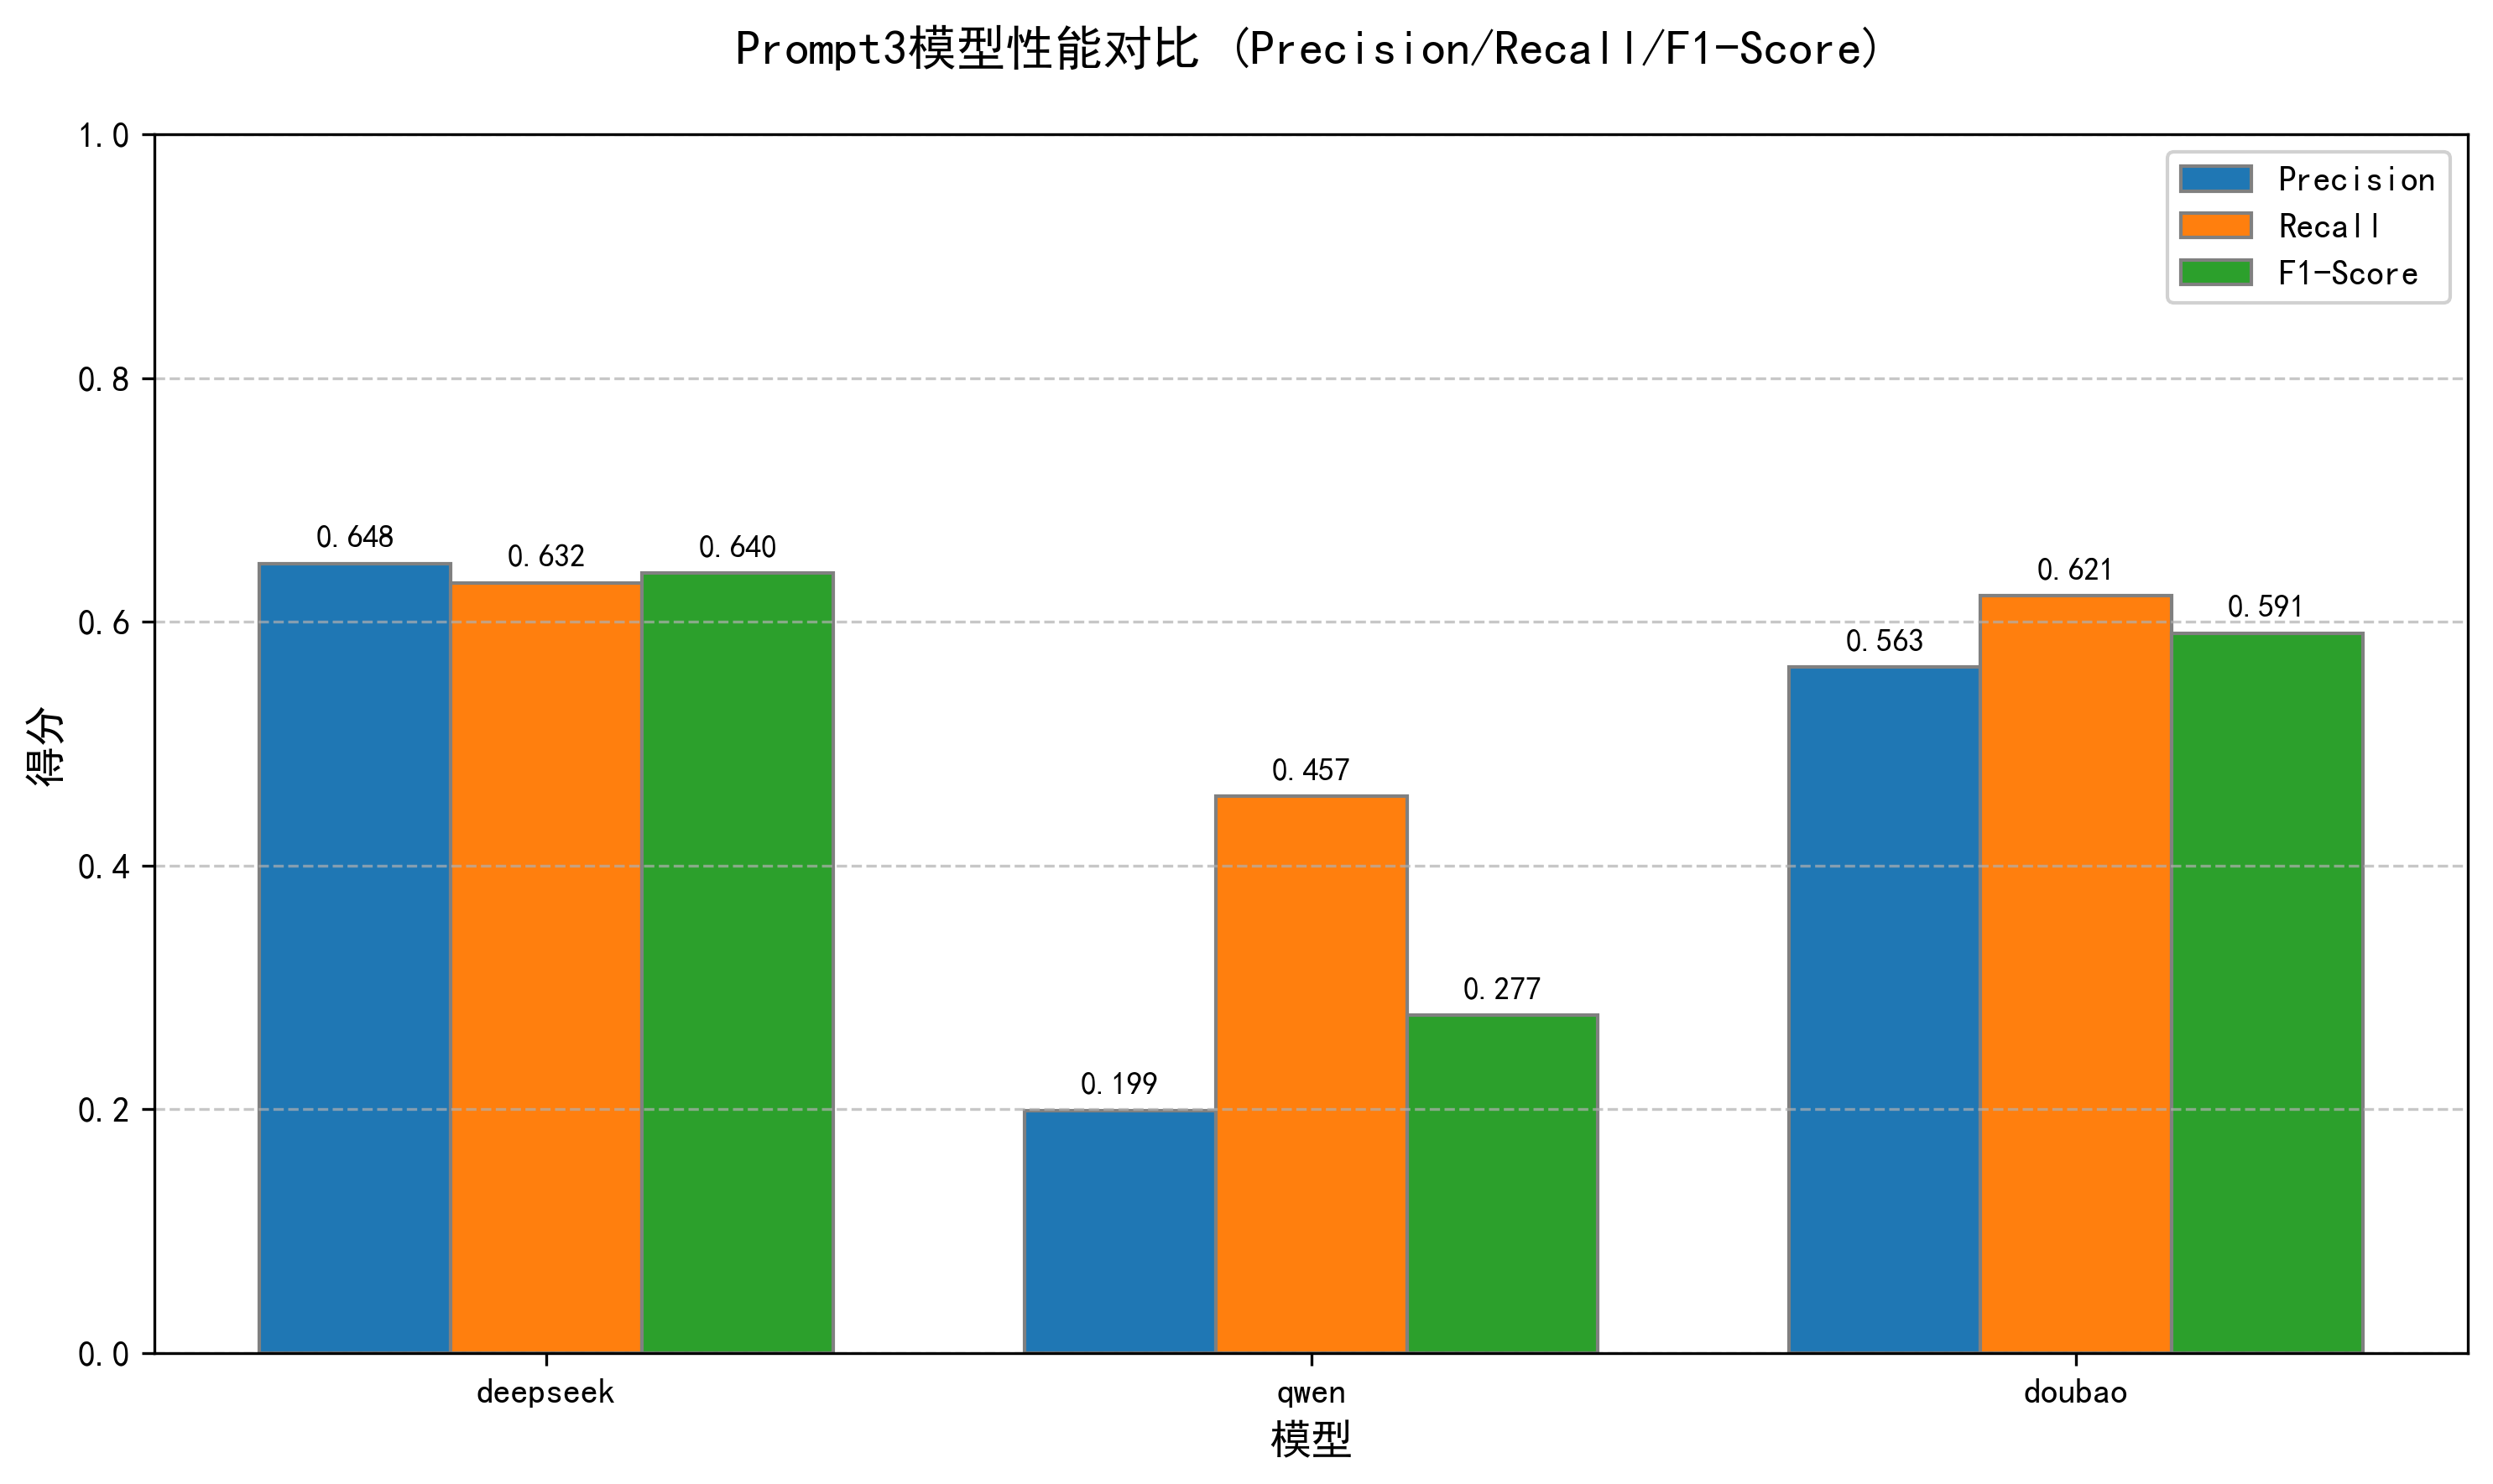 Prompt3模型性能对比 (Precision/Recall/F1-Score)
Precision
Recall
F1-Score
得分
1.0
0.8
0.6
0.4
0.2
0.0
0.648
0.632
0.640
0.199
0.457
0.277
0.563
0.621
0.591
deepseek
qwen
doubao
模型